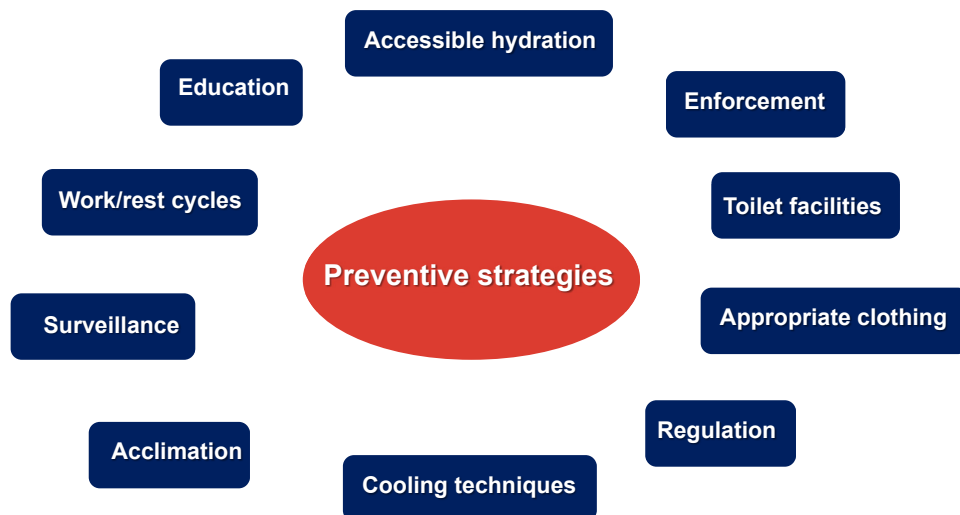 Accessible hydration
Education
Enforcement
Work/rest cycles
Toilet facilities
Preventive strategies
Surveillance
Appropriate clothing
Acclimation
Regulation
Cooling techniques